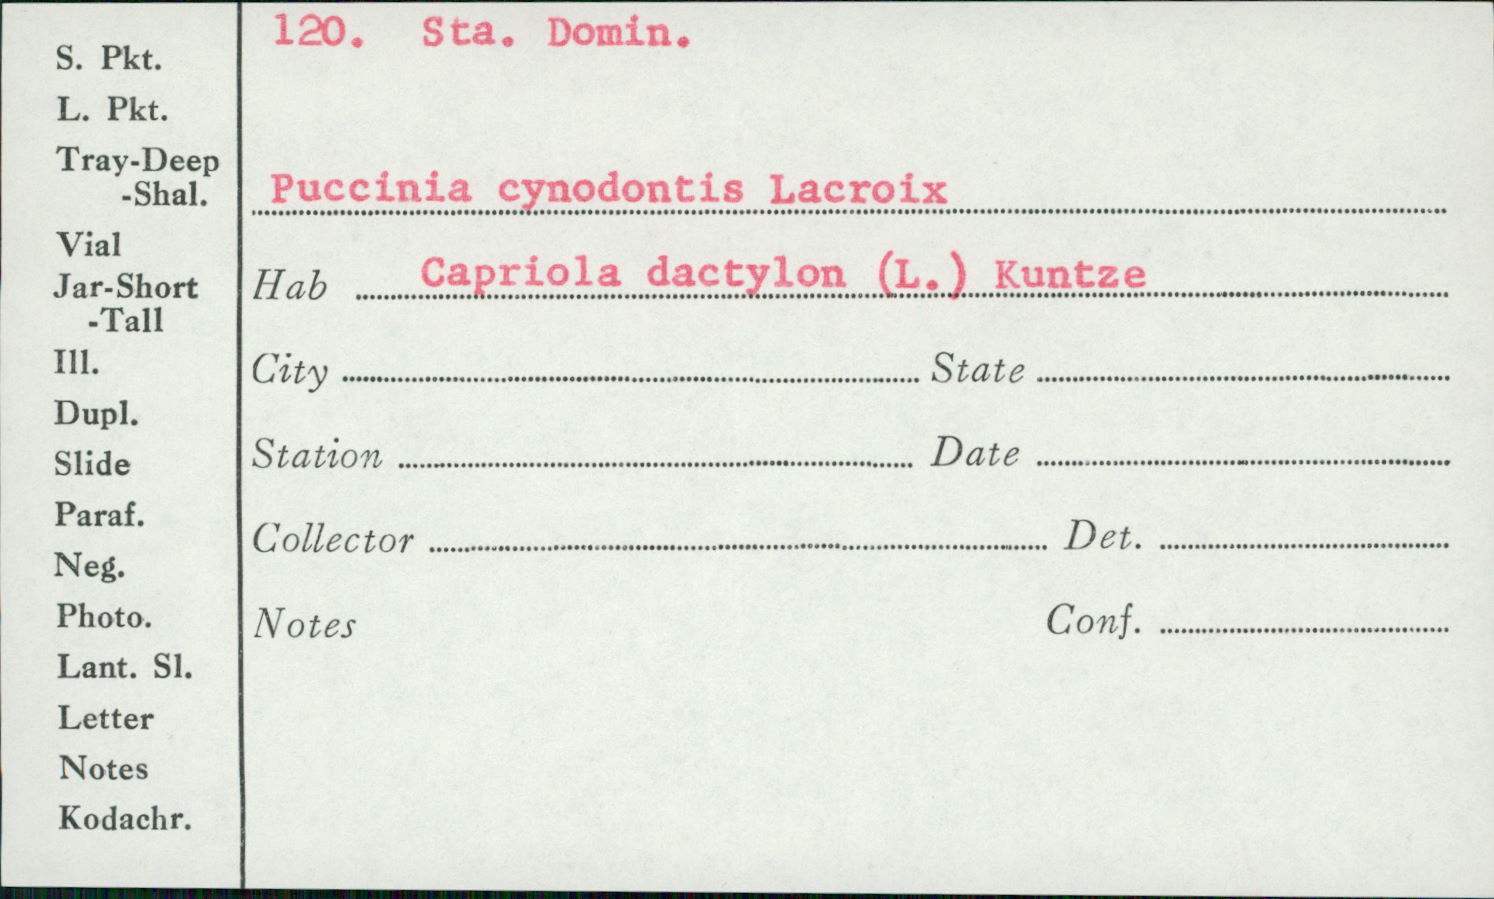 120. Sta. Domin.
Puccinia cynodontis Lacroix
Hab Capriola dactylon (L.) Kuntze
City State
Station Date
Collector Det.
Notes Conf.
S. Pkt.
L. Pkt.
Tray-Deep
-Shal.
Vial
Jar-Short
-Tall
Ill.
Dupl.
Slide
Paraf.
Neg.
Photo.
Lant. Sl.
Letter
Notes
Kodachr.